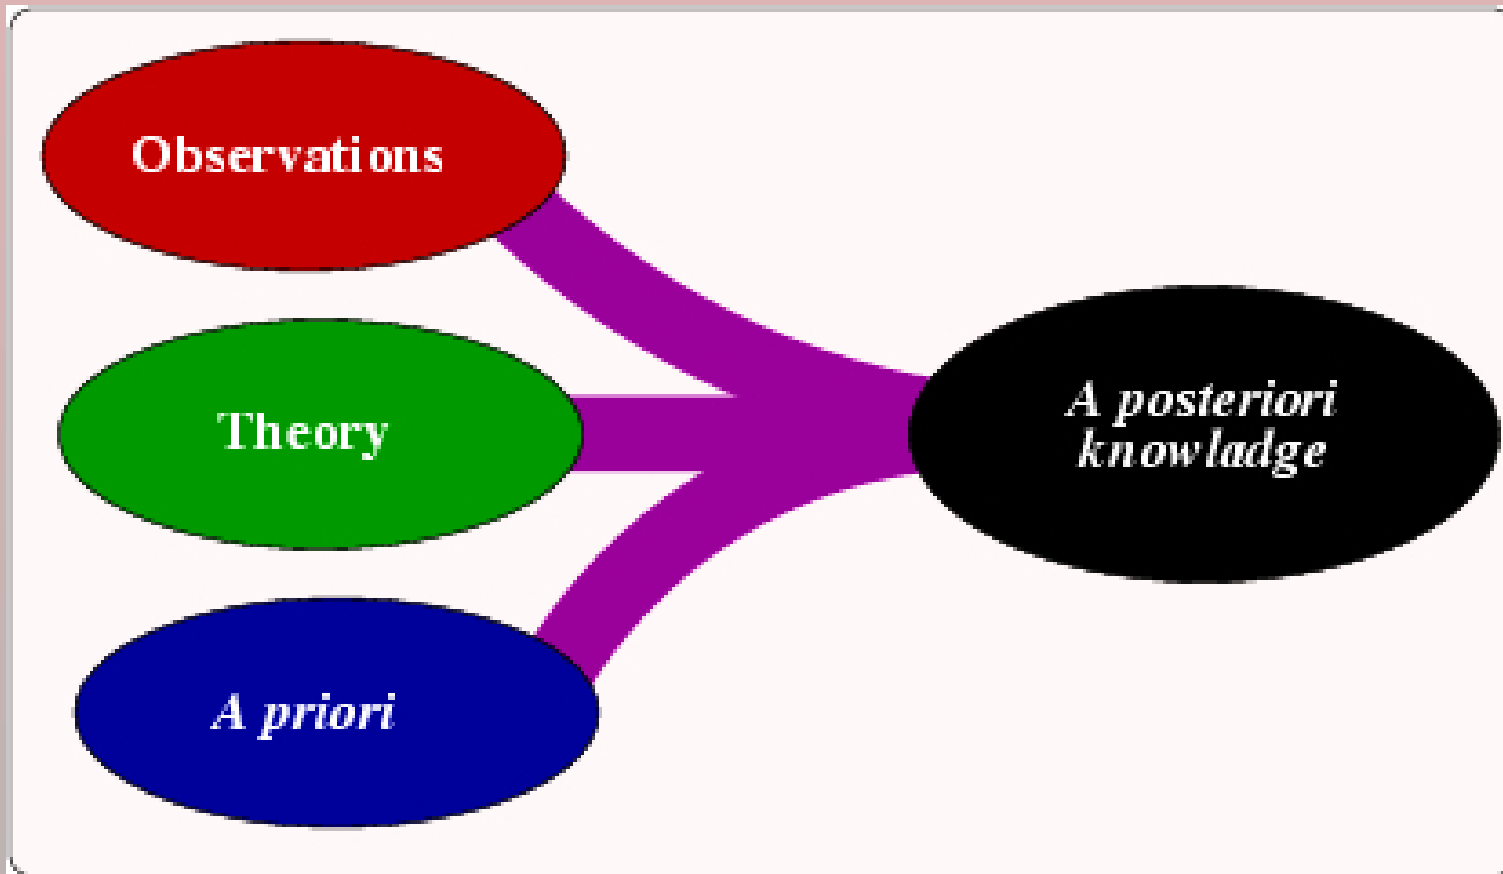 Observations
Theory
A priori
A posteriori
knowladge